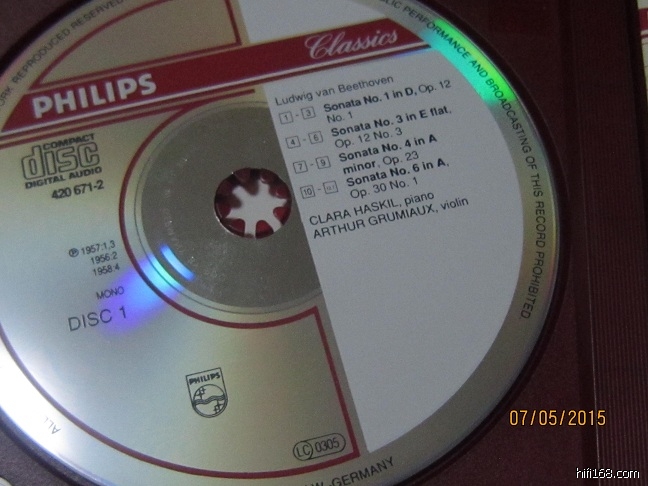 ORK REPRODUCED RESERVED
LIC PERFORMANCE AND BROADCASTING OF THIS RECORD PROHIBITED.
Classics
PHILIPS
COMPACT
disc
DIGITAL AUDIO
420 671-2
Ludwig van Beethoven
1 - 3 Sonata No. 1 in D, Op. 12
No. 1
4 - 6 Sonata No. 3 in E flat,
Op. 12 No. 3
7 - 9 Sonata No. 4 in A
minor, Op. 23
10 - Sonata No. 6 in A,
Op. 30 No. 1
CLARA HASKIL, piano
ARTHUR GRUMIAUX, violin
℗ 1957:1,3
1956:2
1958:4
MONO
DISC 1
PHILIPS
LC 0305
W. GERMANY
AL
07/05/2015
hifi168.com